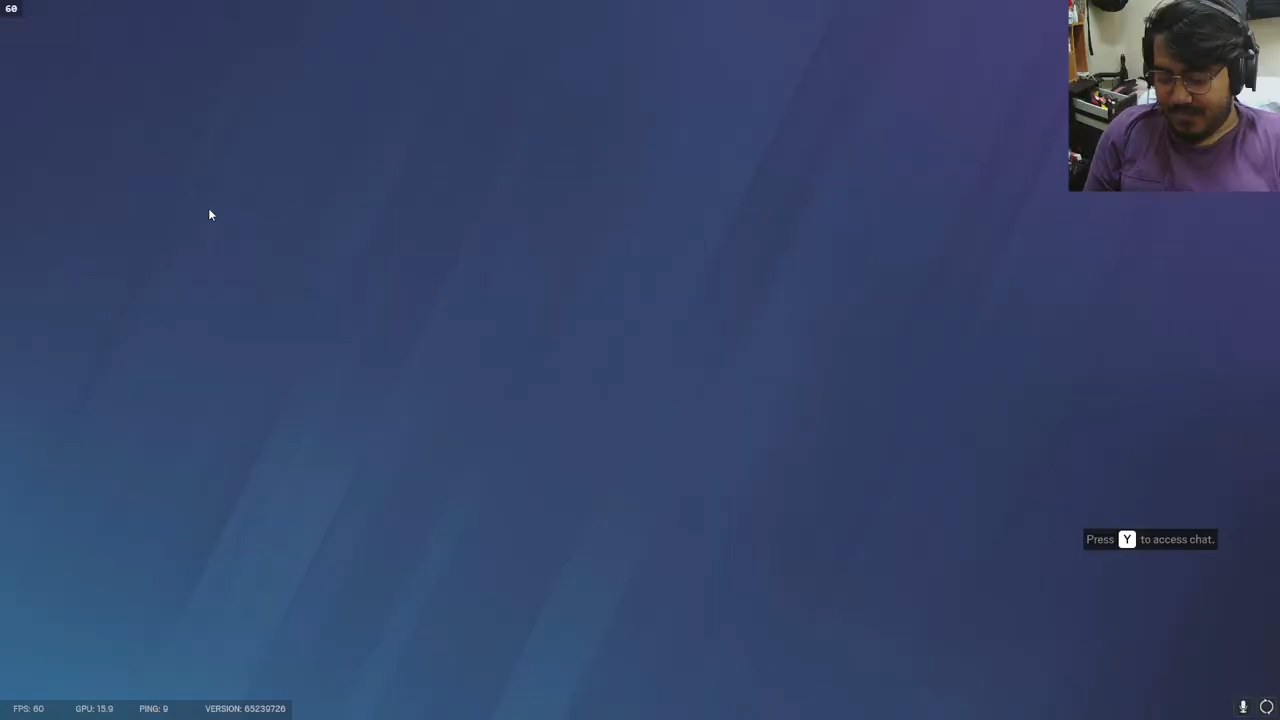 60
Press Y to access chat.
FPS: 60 GPU: 15.9 PING: 9 VERSION: 65239726